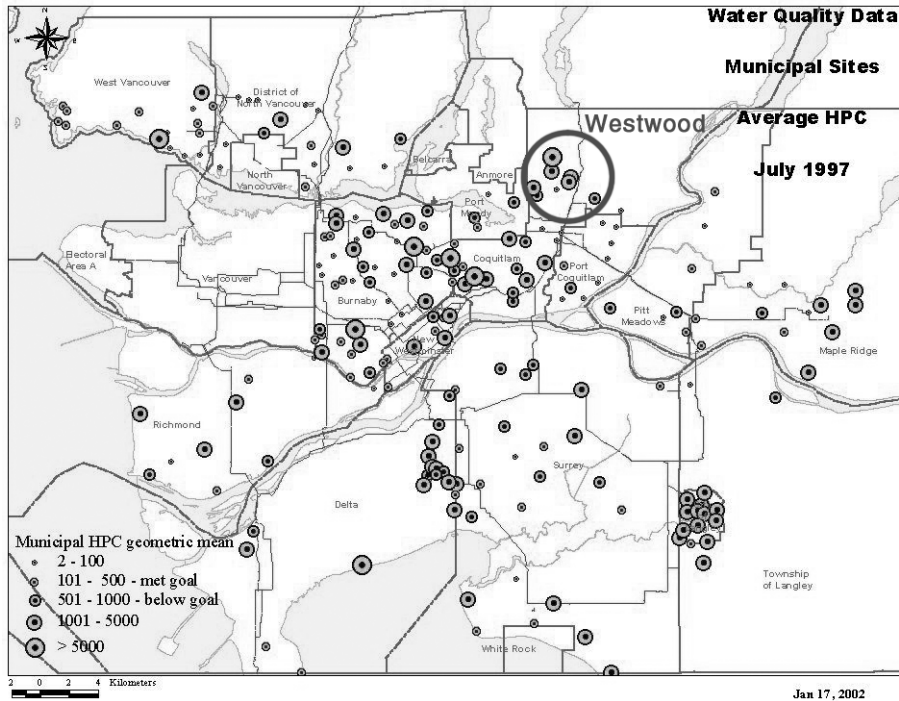 Water Quality Data
Municipal Sites
Average HPC
July 1997
N
W
E
S
West Vancouver
District of
North Vancouver
Westwood
Belcarra
Anmore
North
Vancouver
Port
Moody
Electoral
Area A
Vancouver
Coquitlam
Port
Coquitlam
Burnaby
Pitt
Meadows
New
Westminster
Maple Ridge
Richmond
Surrey
Delta
Township
of Langley
White Rock
Municipal HPC geometric mean
2 - 100
101 - 500 - met goal
501 - 1000 - below goal
1001 - 5000
> 5000
2 0 2 4 Kilometers
Jan 17, 2002